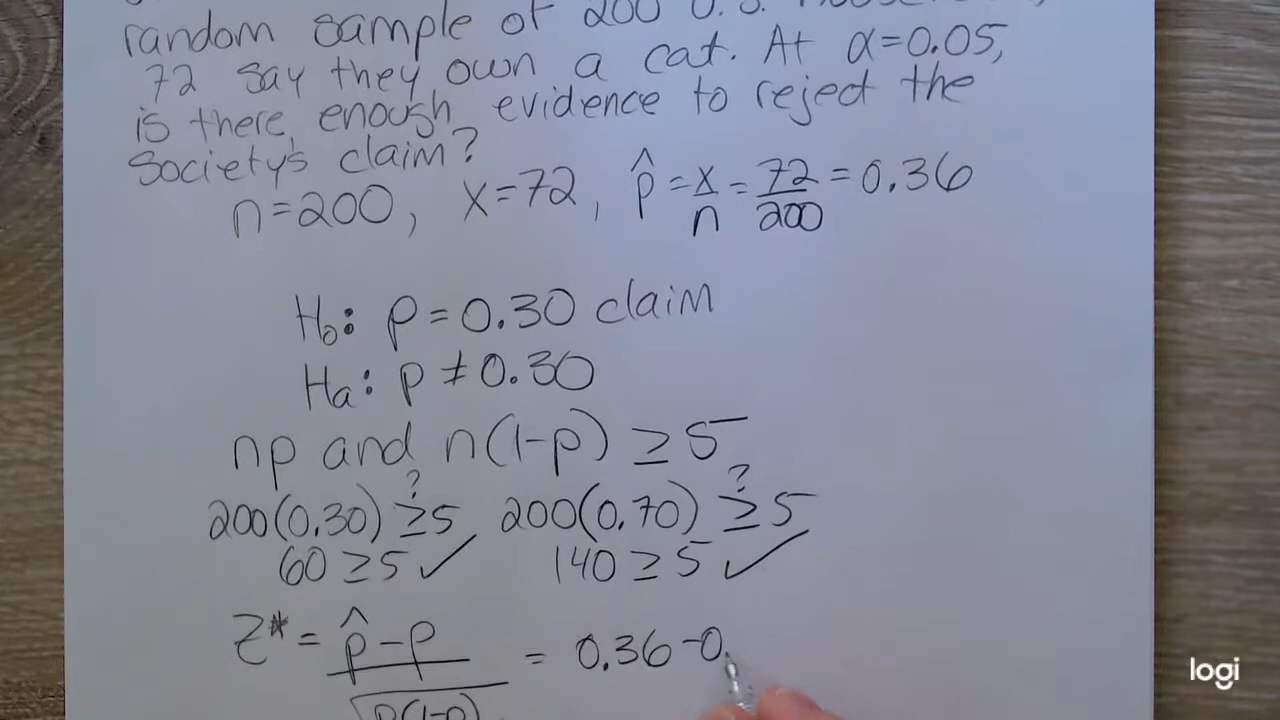 random sample of 200 U.S.
72 say they own a cat. At α=0.05,
is there enough evidence to reject the
Society's claim?
n=200, x=72, p̂ = x/n = 72/200 = 0.36
H₀: p = 0.30 claim
Ha: p ≠ 0.30
np and n(1-p) ≥ 5
200(0.30) ≥? 5 200(0.70) ≥? 5
60 ≥ 5 ✓ 140 ≥ 5 ✓
Z* = p̂ - p / √p(1-p) = 0.36-0.
logi